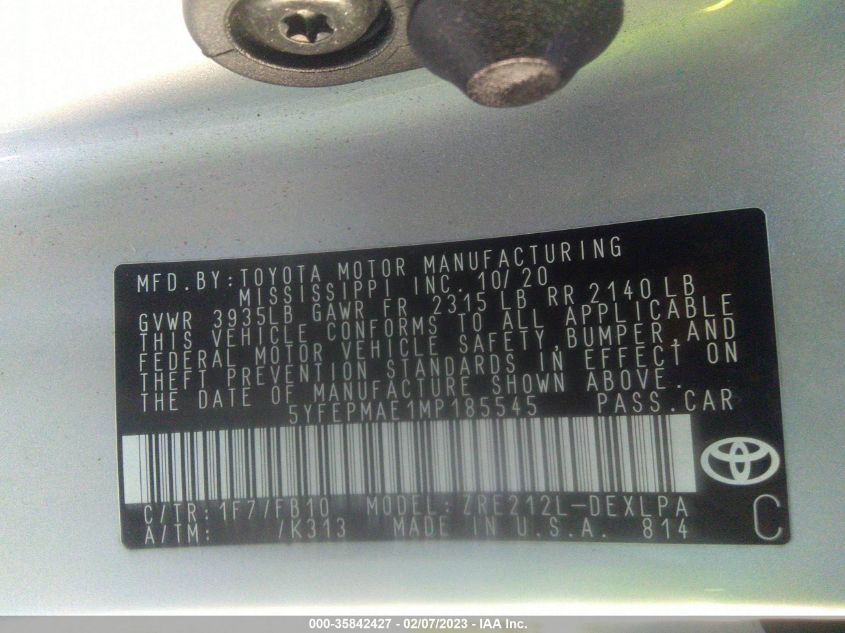 MFD.BY:TOYOTA MOTOR MANUFACTURING
MISSISSIPPI INC. 10/20
GVWR 3935LB GAWR FR 2315 LB RR 2140 LB
THIS VEHICLE CONFORMS TO ALL APPLICABLE
FEDERAL MOTOR VEHICLE SAFETY,BUMPER,AND
THEFT PREVENTION STANDARDS IN EFFECT ON
THE DATE OF MANUFACTURE SHOWN ABOVE.
5YFEPMAE1MP185545 PASS.CAR
C/TR:1F7/FB10 MODEL:ZRE212L-DEXLPA
A/TM: /K313 MADE IN U.S.A. 814
C
000-35842427 - 02/07/2023 - IAA Inc.